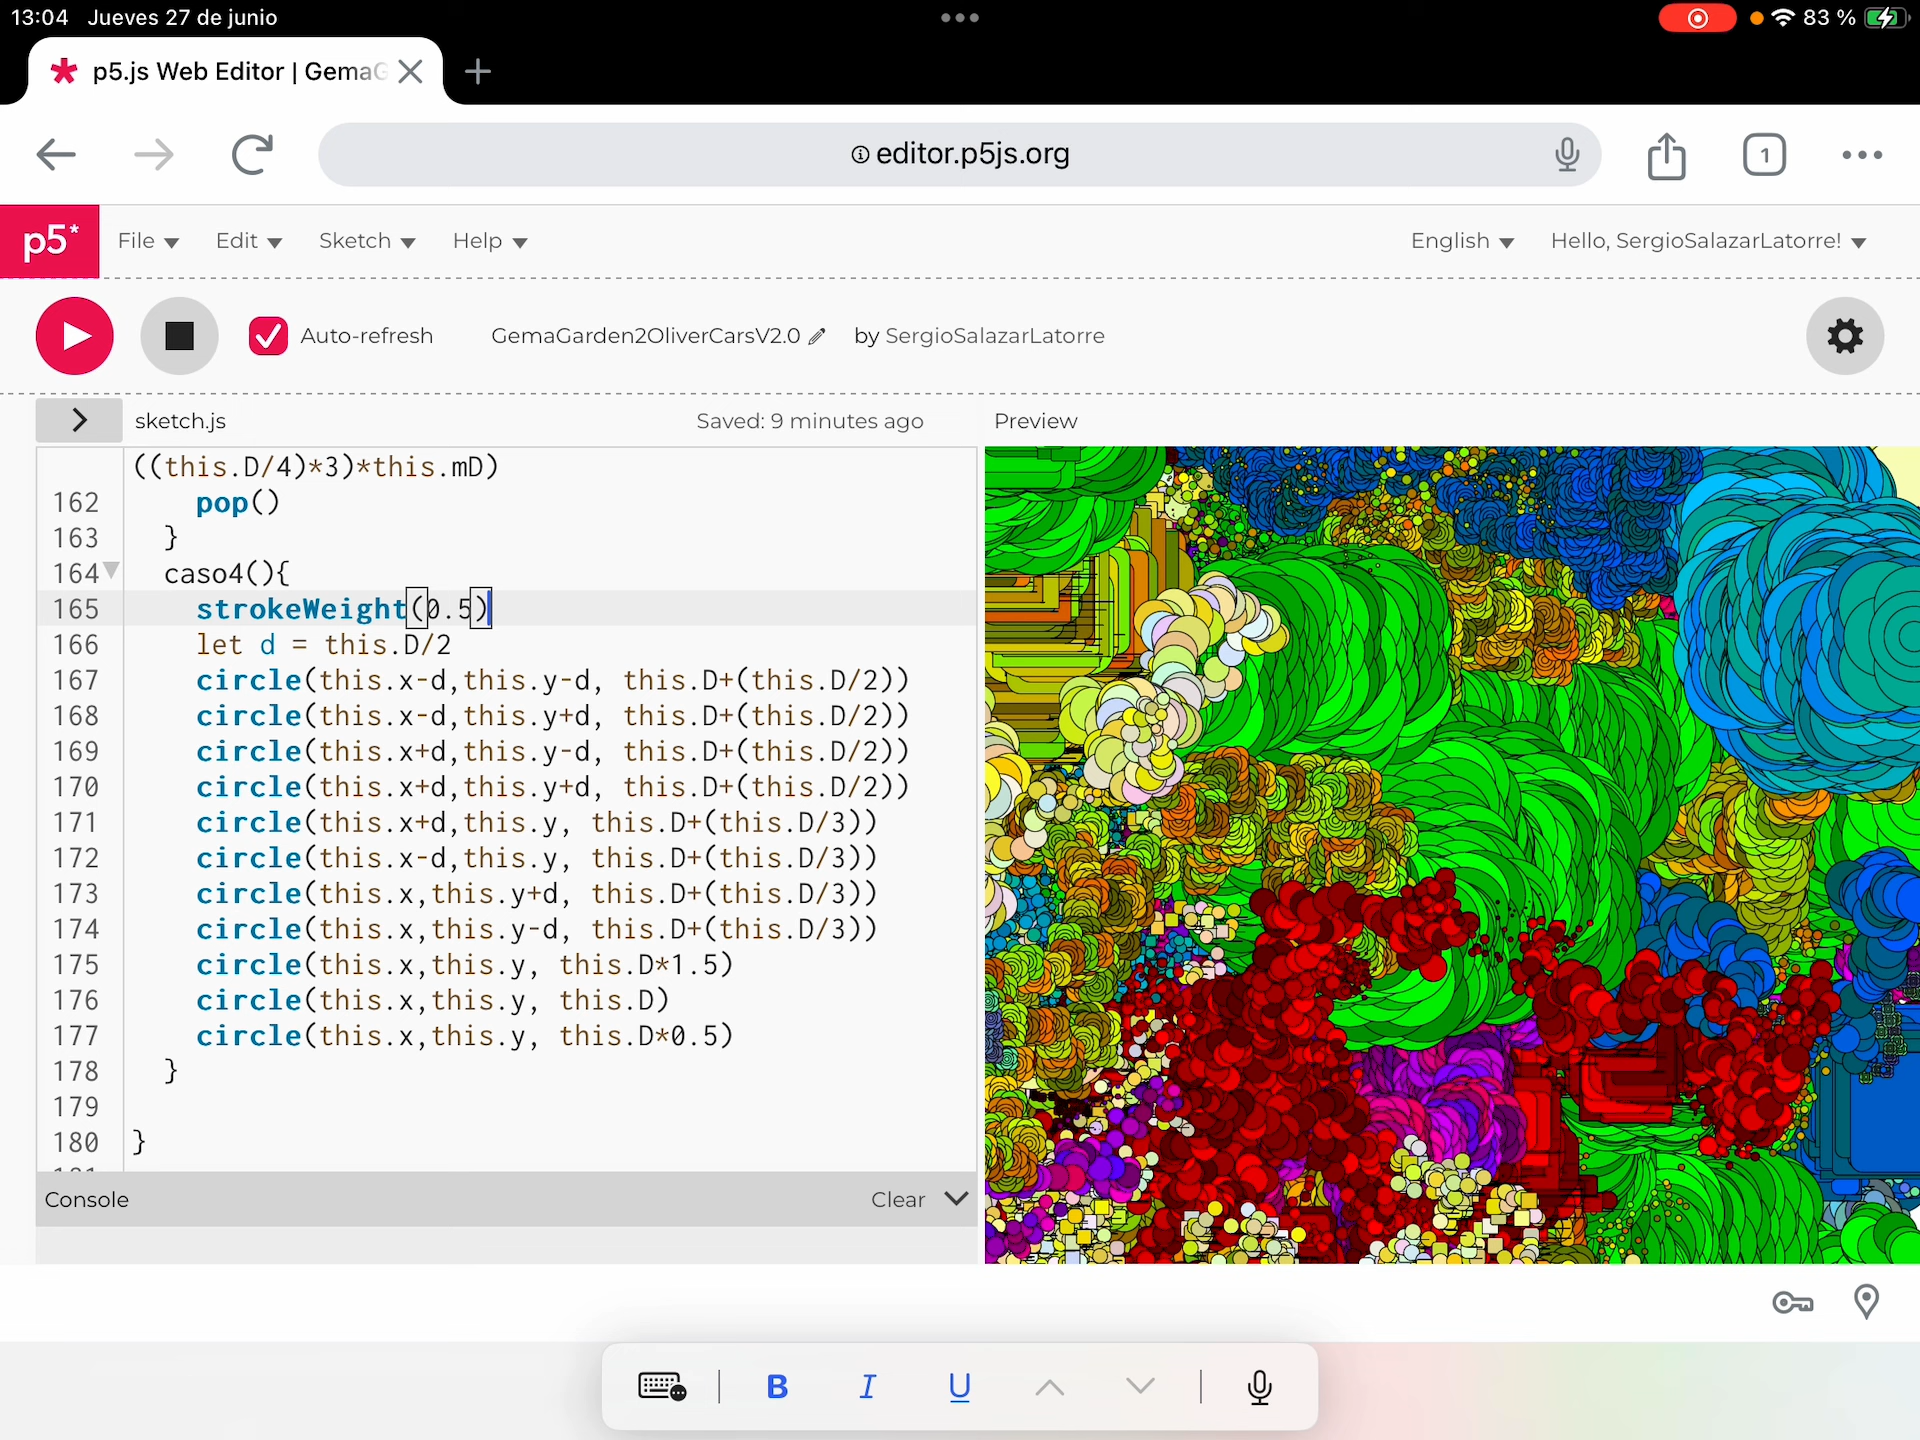 13:04 Jueves 27 de junio
83 %
p5.js Web Editor | GemaG
editor.p5js.org
1
p5*
File Edit Sketch Help English Hello, SergioSalazarLatorre!
Auto-refresh GemaGarden2OliverCarsV2.0 by SergioSalazarLatorre
sketch.js Saved: 9 minutes ago Preview
((this.D/4)*3)*this.mD)
162 pop()
163 }
164 caso4(){
165 strokeWeight(0.5)
166 let d = this.D/2
167 circle(this.x-d,this.y-d, this.D+(this.D/2))
168 circle(this.x-d,this.y+d, this.D+(this.D/2))
169 circle(this.x+d,this.y-d, this.D+(this.D/2))
170 circle(this.x+d,this.y+d, this.D+(this.D/2))
171 circle(this.x+d,this.y, this.D+(this.D/3))
172 circle(this.x-d,this.y, this.D+(this.D/3))
173 circle(this.x,this.y+d, this.D+(this.D/3))
174 circle(this.x,this.y-d, this.D+(this.D/3))
175 circle(this.x,this.y, this.D*1.5)
176 circle(this.x,this.y, this.D)
177 circle(this.x,this.y, this.D*0.5)
178 }
179
180 }
Console Clear
B I U